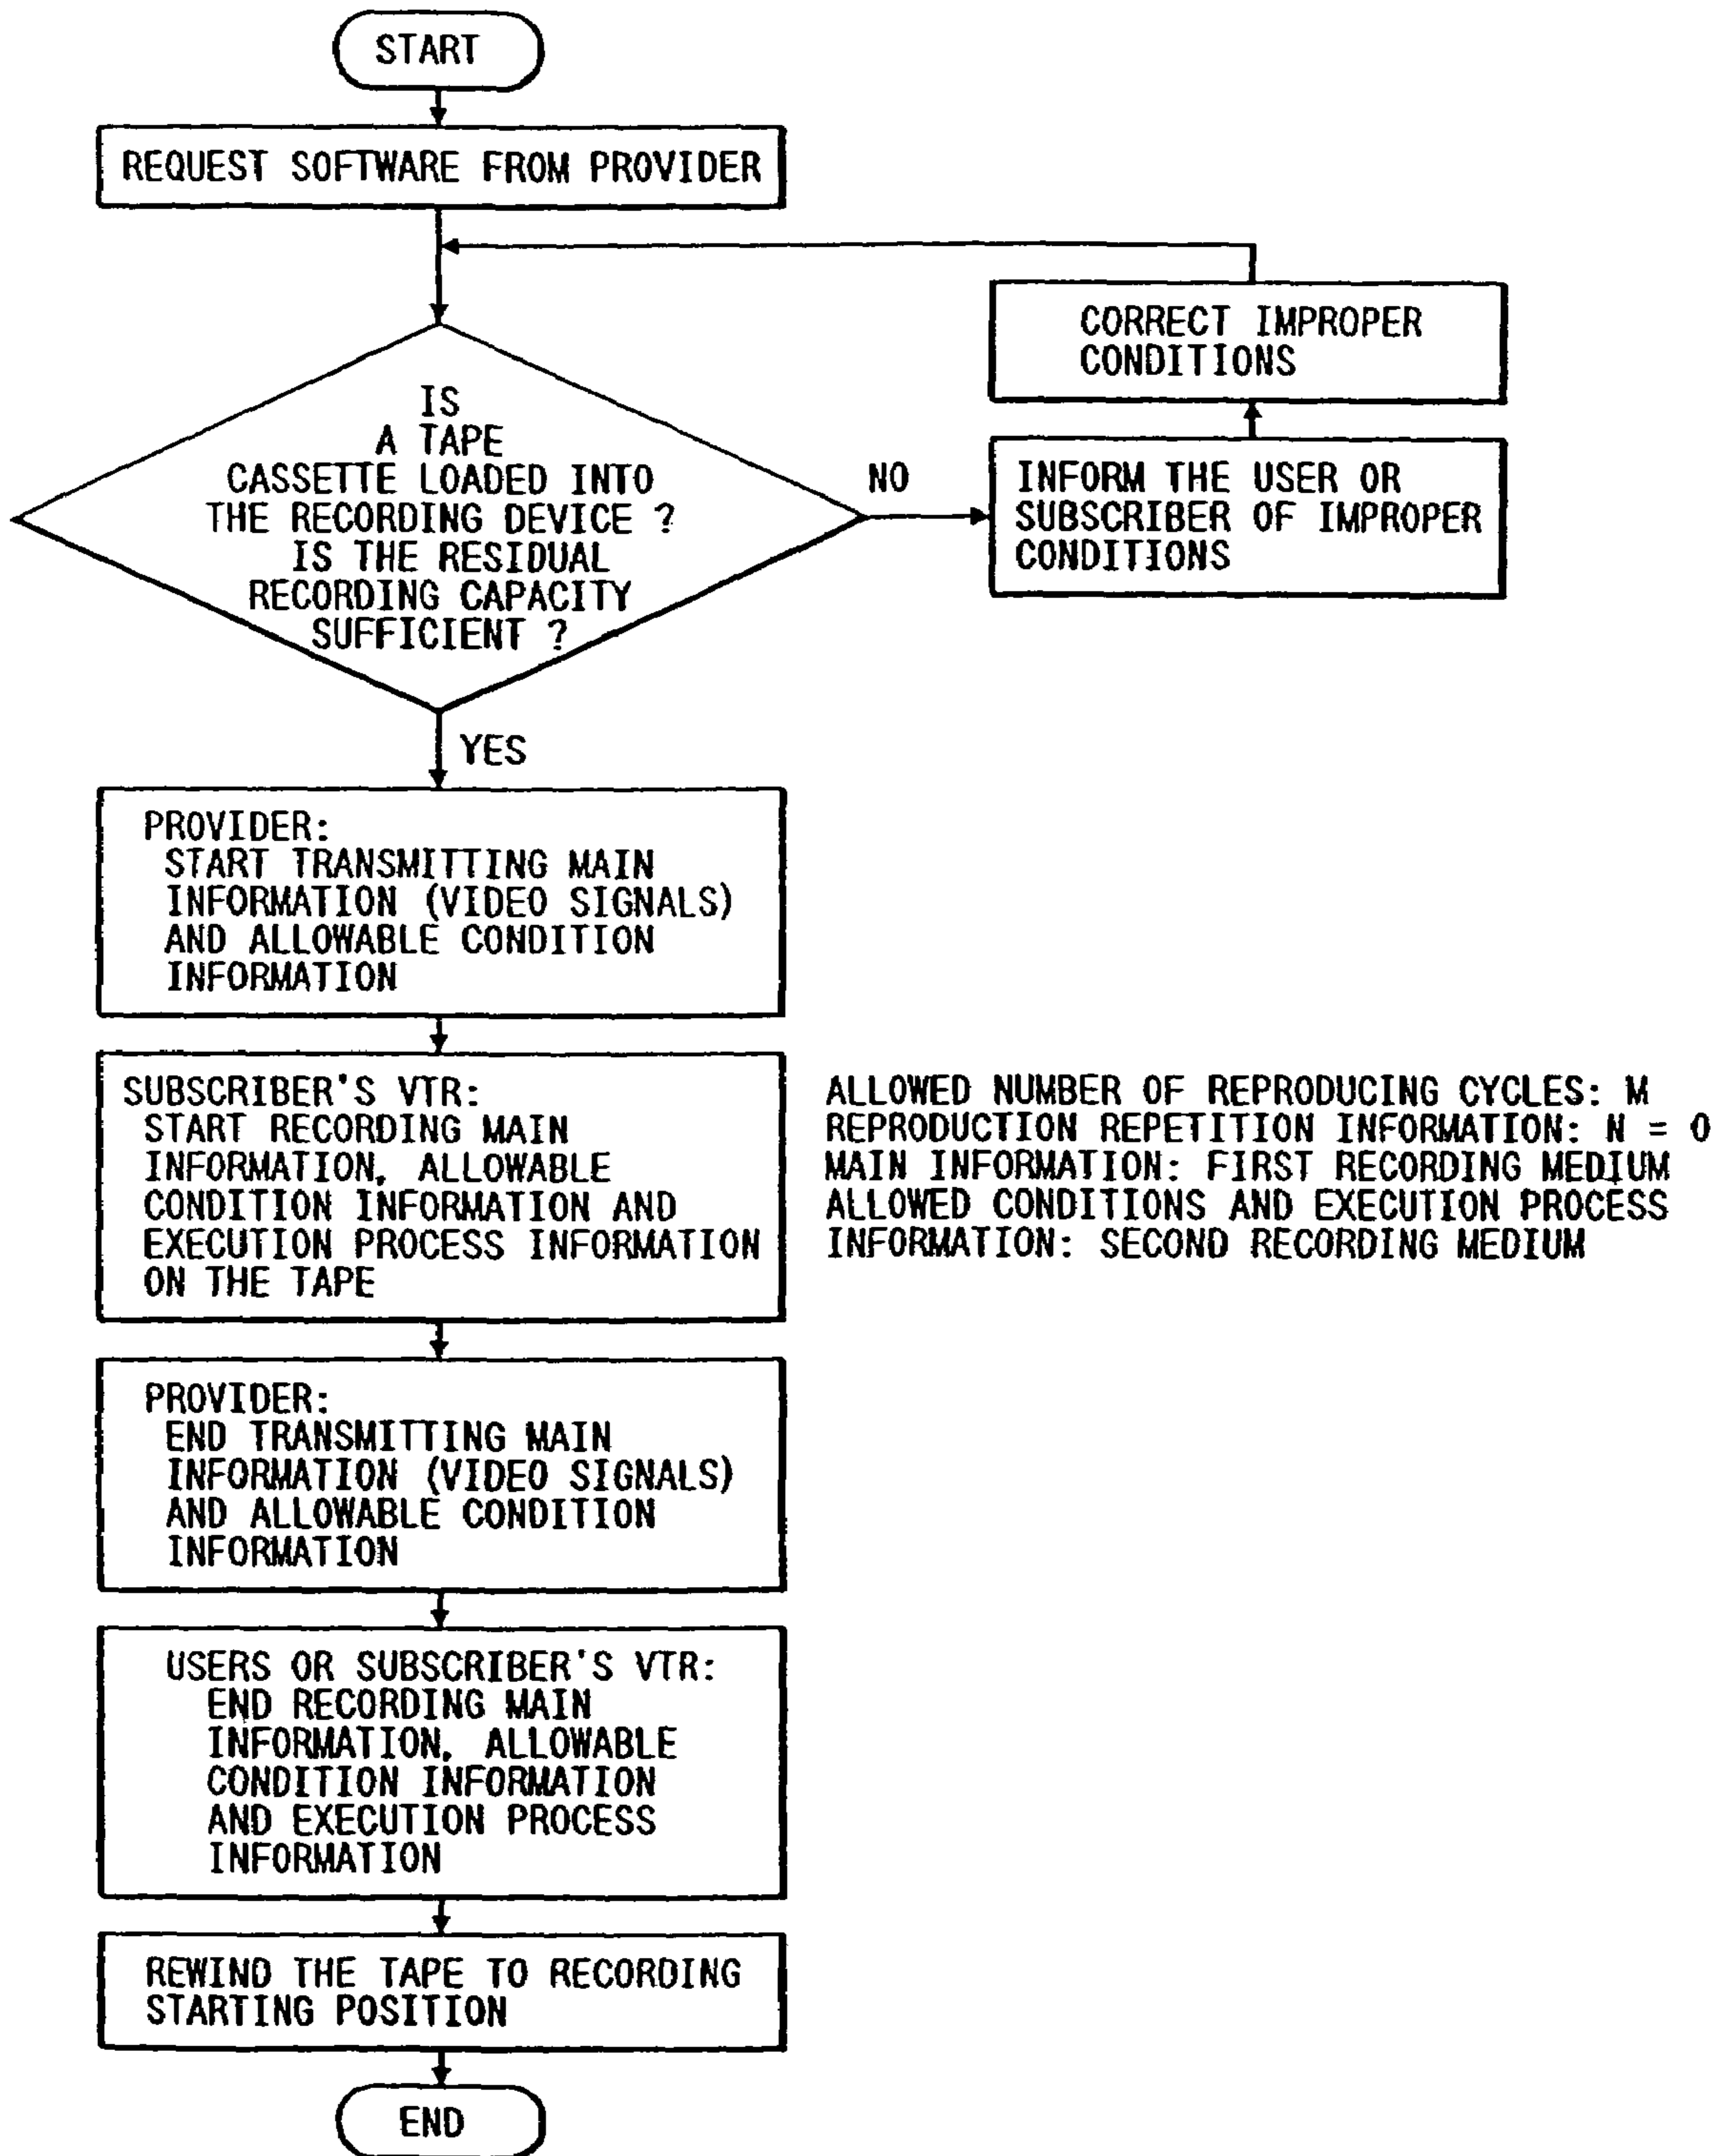 START
REQUEST SOFTWARE FROM PROVIDER
CORRECT IMPROPER
CONDITIONS
IS
A TAPE
CASSETTE LOADED INTO
THE RECORDING DEVICE ?
IS THE RESIDUAL
RECORDING CAPACITY
SUFFICIENT ?
NO
INFORM THE USER OR
SUBSCRIBER OF IMPROPER
CONDITIONS
YES
PROVIDER:
START TRANSMITTING MAIN
INFORMATION (VIDEO SIGNALS)
AND ALLOWABLE CONDITION
INFORMATION
SUBSCRIBER'S VTR:
START RECORDING MAIN
INFORMATION, ALLOWABLE
CONDITION INFORMATION AND
EXECUTION PROCESS INFORMATION
ON THE TAPE
ALLOWED NUMBER OF REPRODUCING CYCLES: M
REPRODUCTION REPETITION INFORMATION: N = 0
MAIN INFORMATION: FIRST RECORDING MEDIUM
ALLOWED CONDITIONS AND EXECUTION PROCESS
INFORMATION: SECOND RECORDING MEDIUM
PROVIDER:
END TRANSMITTING MAIN
INFORMATION (VIDEO SIGNALS)
AND ALLOWABLE CONDITION
INFORMATION
USERS OR SUBSCRIBER'S VTR:
END RECORDING MAIN
INFORMATION, ALLOWABLE
CONDITION INFORMATION
AND EXECUTION PROCESS
INFORMATION
REWIND THE TAPE TO RECORDING
STARTING POSITION
END